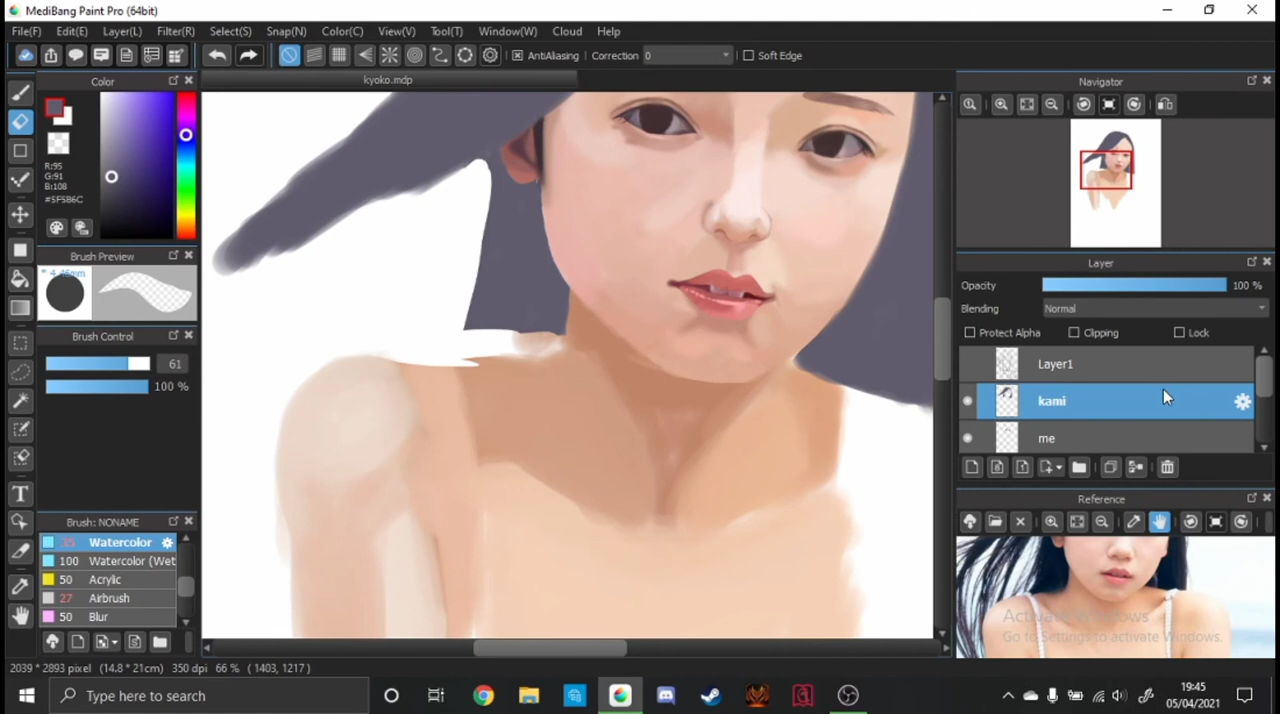 MediBang Paint Pro (64bit)
File(F) Edit(E) Layer(L) Filter(R) Select(S) Snap(N) Color(C) View(V) Tool(T) Window(W) Cloud Help
AntiAliasing Correction 0 Soft Edge
Color
kyoko.mdp
Navigator
R:95
G:91
B:108
#5F5B6C
Brush Preview
* 4.46mm
Layer
Opacity 100 %
Blending Normal
Protect Alpha Clipping Lock
Brush Control
61
100 %
Layer1
kami
me
Reference
Brush: NONAME
35 Watercolor
100 Watercolor (Wet
50 Acrylic
27 Airbrush
50 Blur
Activate Windows
Go to Settings to activate Windows.
2039 * 2893 pixel (14.8 * 21cm) 350 dpi 66 % ( 1403, 1217 )
Type here to search
19:45
05/04/2021